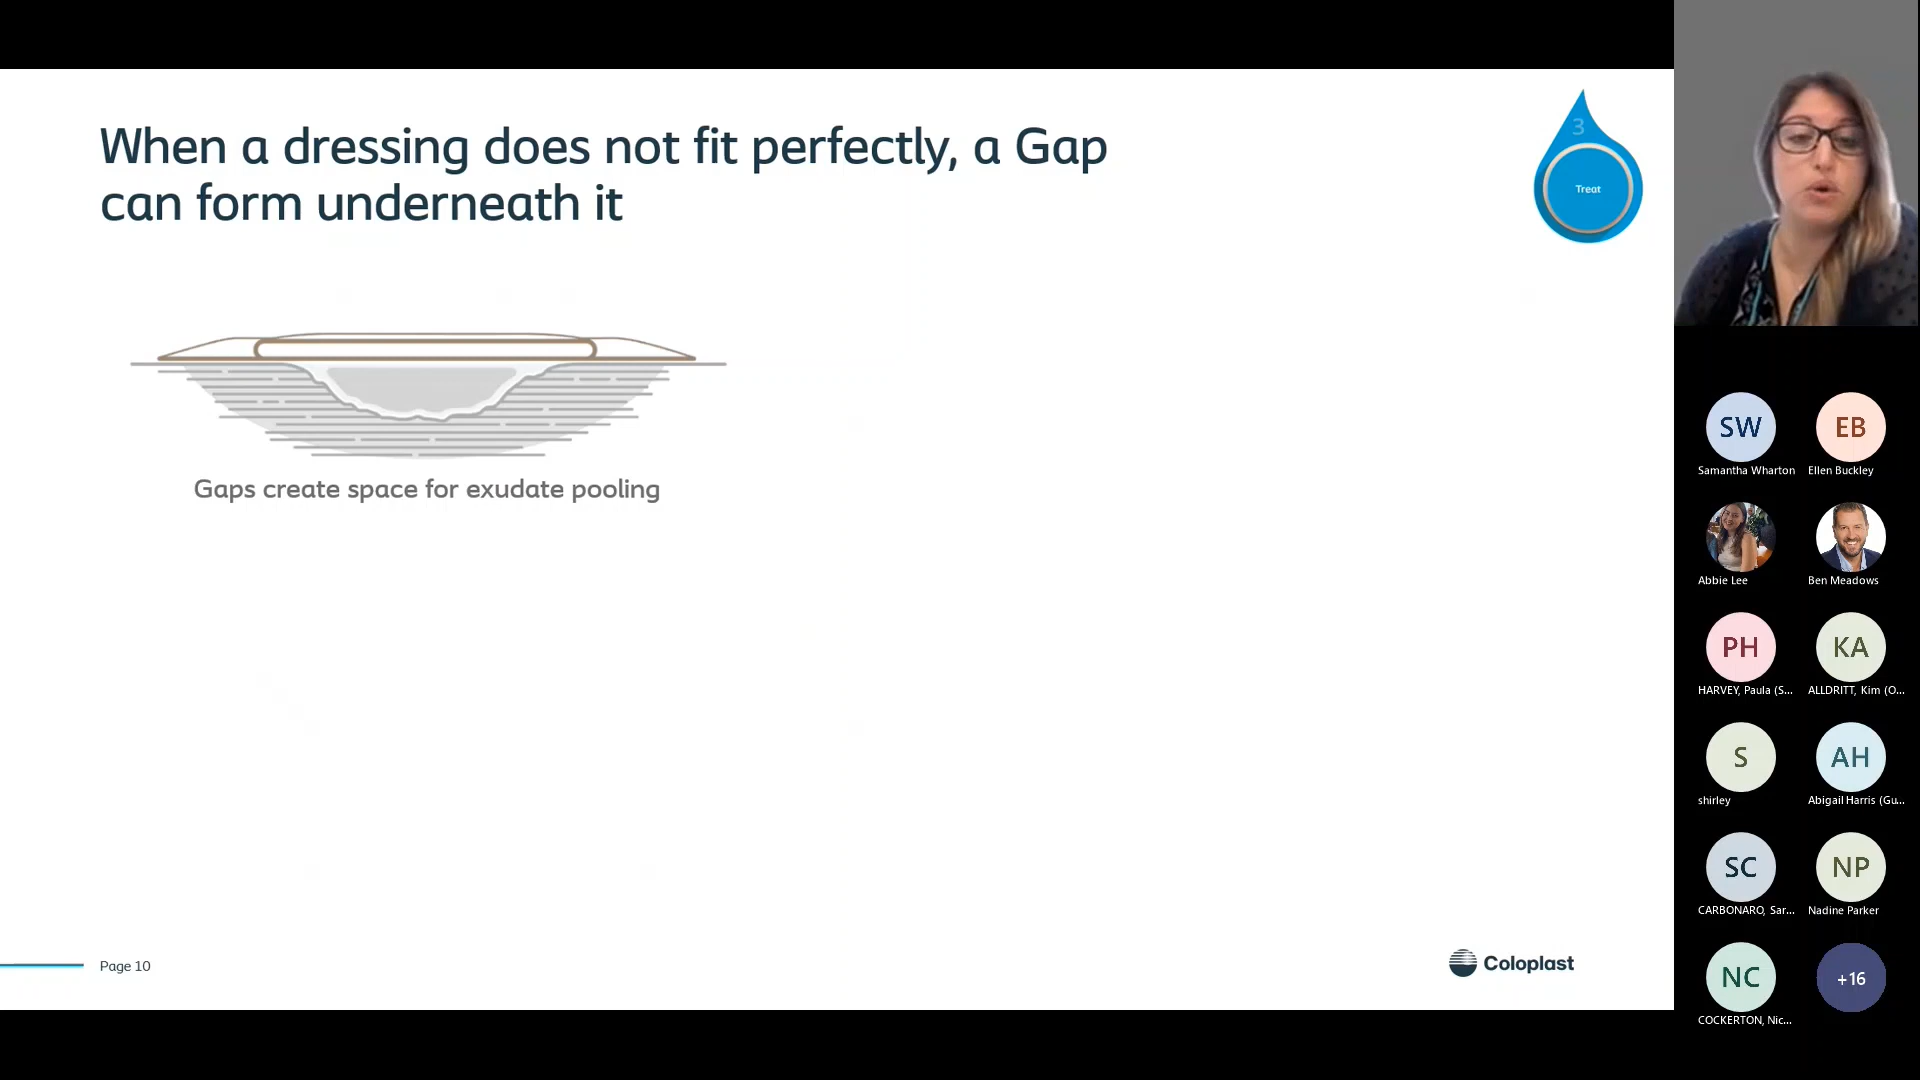 When a dressing does not fit perfectly, a Gap
can form underneath it
3
Treat
Gaps create space for exudate pooling
Page 10
Coloplast
SW
EB
Samantha Wharton
Ellen Buckley
Abbie Lee
Ben Meadows
PH
KA
HARVEY, Paula (S...
ALLDRITT, Kim (O...
S
AH
shirley
Abigail Harris (Gu...
SC
NP
CARBONARO, Sar...
Nadine Parker
NC
+16
COCKERTON, Nic...